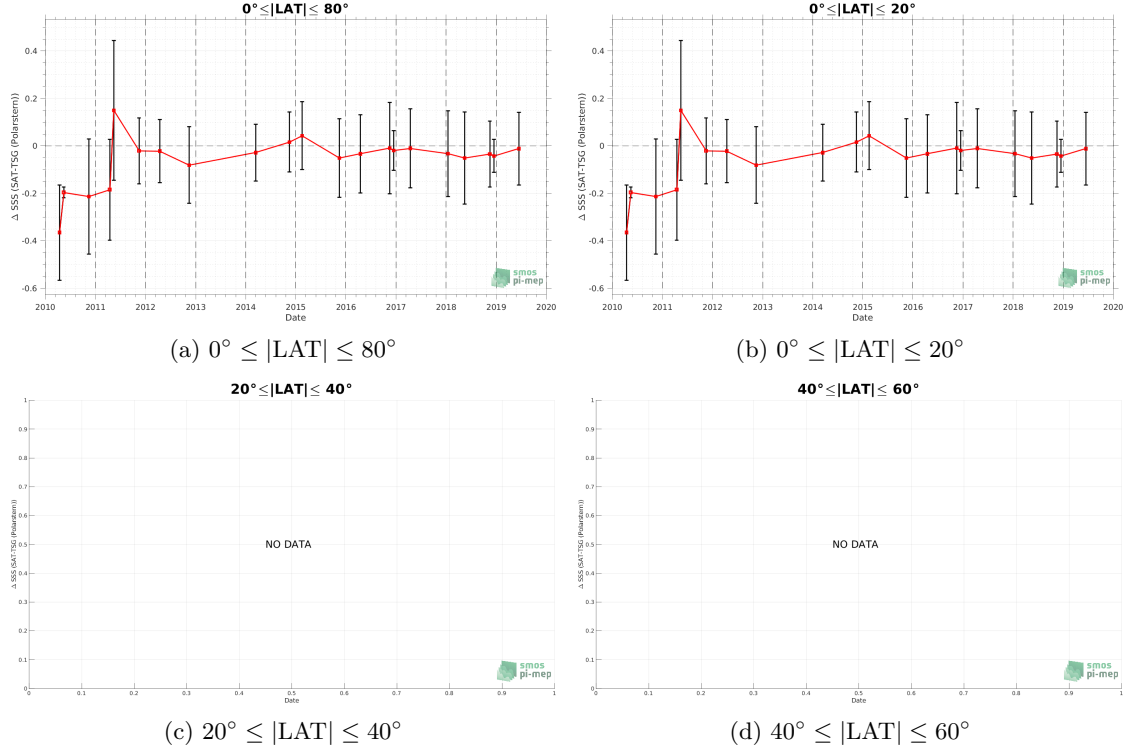 0°≤|LAT|≤ 80°
Δ SSS (SAT-TSG (Polarstern))
0.4
0.2
0
-0.2
-0.4
-0.6
2010 2011 2012 2013 2014 2015 2016 2017 2018 2019 2020
Date
smos
pi-mep
(a) 0° ≤ |LAT| ≤ 80°
0°≤|LAT|≤ 20°
Δ SSS (SAT-TSG (Polarstern))
0.4
0.2
0
-0.2
-0.4
-0.6
2010 2011 2012 2013 2014 2015 2016 2017 2018 2019 2020
Date
smos
pi-mep
(b) 0° ≤ |LAT| ≤ 20°
20°≤|LAT|≤ 40°
Δ SSS (SAT-TSG (Polarstern))
1
0.9
0.8
0.7
0.6
0.5
0.4
0.3
0.2
0.1
0
NO DATA
0 0.1 0.2 0.3 0.4 0.5 0.6 0.7 0.8 0.9 1
Date
smos
pi-mep
(c) 20° ≤ |LAT| ≤ 40°
40°≤|LAT|≤ 60°
Δ SSS (SAT-TSG (Polarstern))
1
0.9
0.8
0.7
0.6
0.5
0.4
0.3
0.2
0.1
0
NO DATA
0 0.1 0.2 0.3 0.4 0.5 0.6 0.7 0.8 0.9 1
Date
smos
pi-mep
(d) 40° ≤ |LAT| ≤ 60°